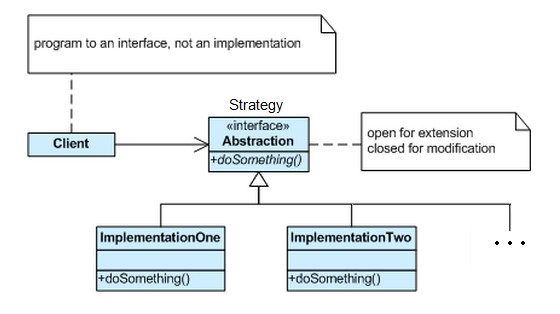 program to an interface, not an implementation
Strategy
«interface»
Abstraction
+doSomething()
Client
open for extension
closed for modification
ImplementationOne
+doSomething()
ImplementationTwo
+doSomething()
...